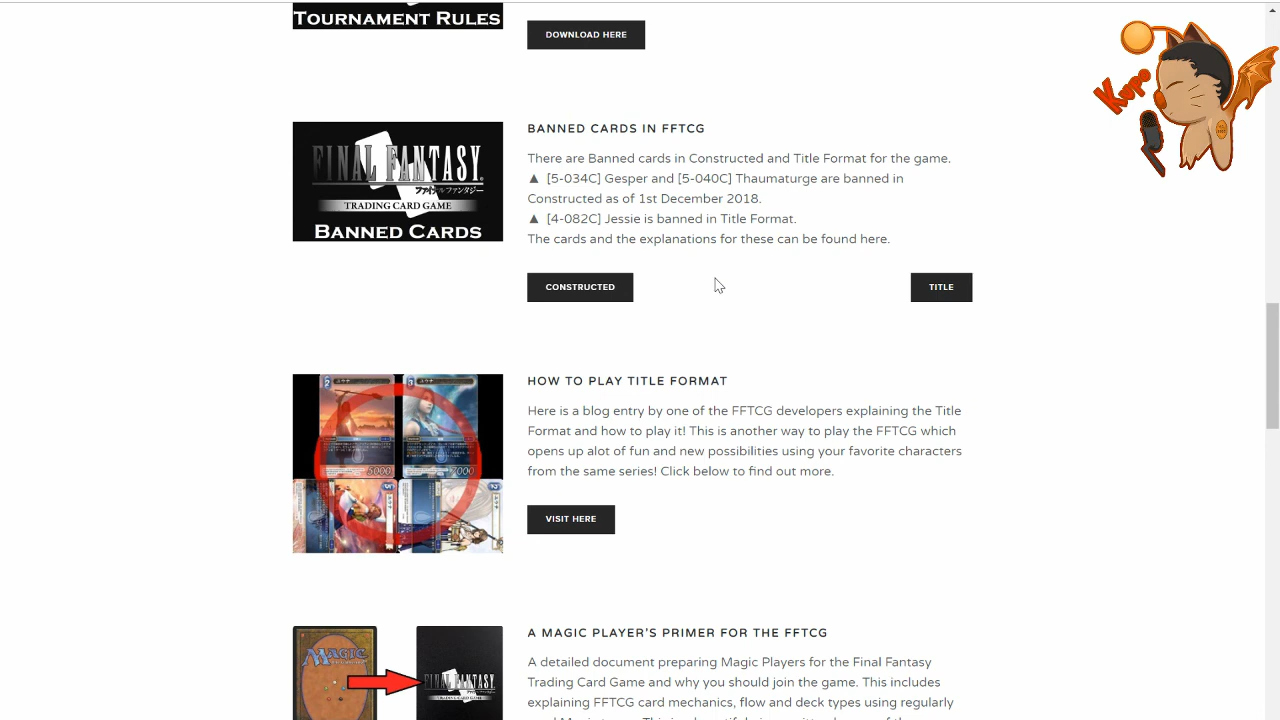 TOURNAMENT RULES
DOWNLOAD HERE
Kupo
FINAL FANTASY
ファイナルファンタジー
TRADING CARD GAME
BANNED CARDS
BANNED CARDS IN FFTCG
There are Banned cards in Constructed and Title Format for the game.
▲ [5-034C] Gesper and [5-040C] Thaumaturge are banned in
Constructed as of 1st December 2018.
▲ [4-082C] Jessie is banned in Title Format.
The cards and the explanations for these can be found here.
CONSTRUCTED
TITLE
5000
7000
HOW TO PLAY TITLE FORMAT
Here is a blog entry by one of the FFTCG developers explaining the Title
Format and how to play it! This is another way to play the FFTCG which
opens up alot of fun and new possibilities using your favorite characters
from the same series! Click below to find out more.
VISIT HERE
MAGIC
FINAL FANTASY
TRADING CARD GAME
A MAGIC PLAYER'S PRIMER FOR THE FFTCG
A detailed document preparing Magic Players for the Final Fantasy
Trading Card Game and why you should join the game. This includes
explaining FFTCG card mechanics, flow and deck types using regularly